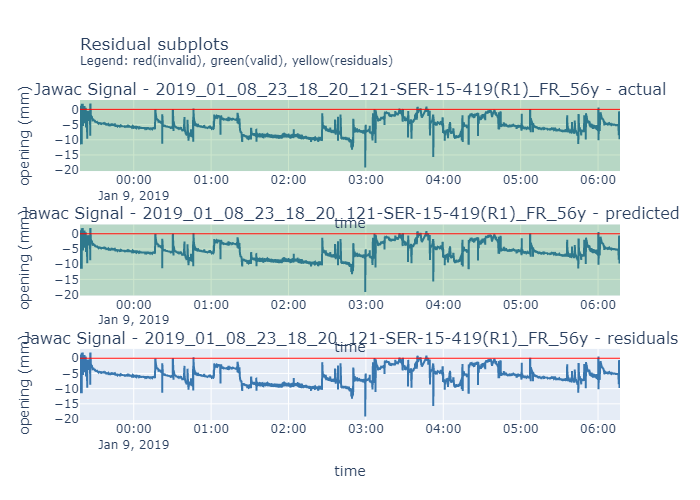 Residual subplots
Legend: red(invalid), green(valid), yellow(residuals)
Jawac Signal - 2019_01_08_23_18_20_121-SER-15-419(R1)_FR_56y - actual
opening (mm)
0
−5
−10
−15
−20
00:00 01:00 02:00 03:00 04:00 05:00 06:00
Jan 9, 2019
time
Jawac Signal - 2019_01_08_23_18_20_121-SER-15-419(R1)_FR_56y - predicted
opening (mm)
0
−5
−10
−15
−20
00:00 01:00 02:00 03:00 04:00 05:00 06:00
Jan 9, 2019
time
Jawac Signal - 2019_01_08_23_18_20_121-SER-15-419(R1)_FR_56y - residuals
opening (mm)
0
−5
−10
−15
−20
00:00 01:00 02:00 03:00 04:00 05:00 06:00
Jan 9, 2019
time